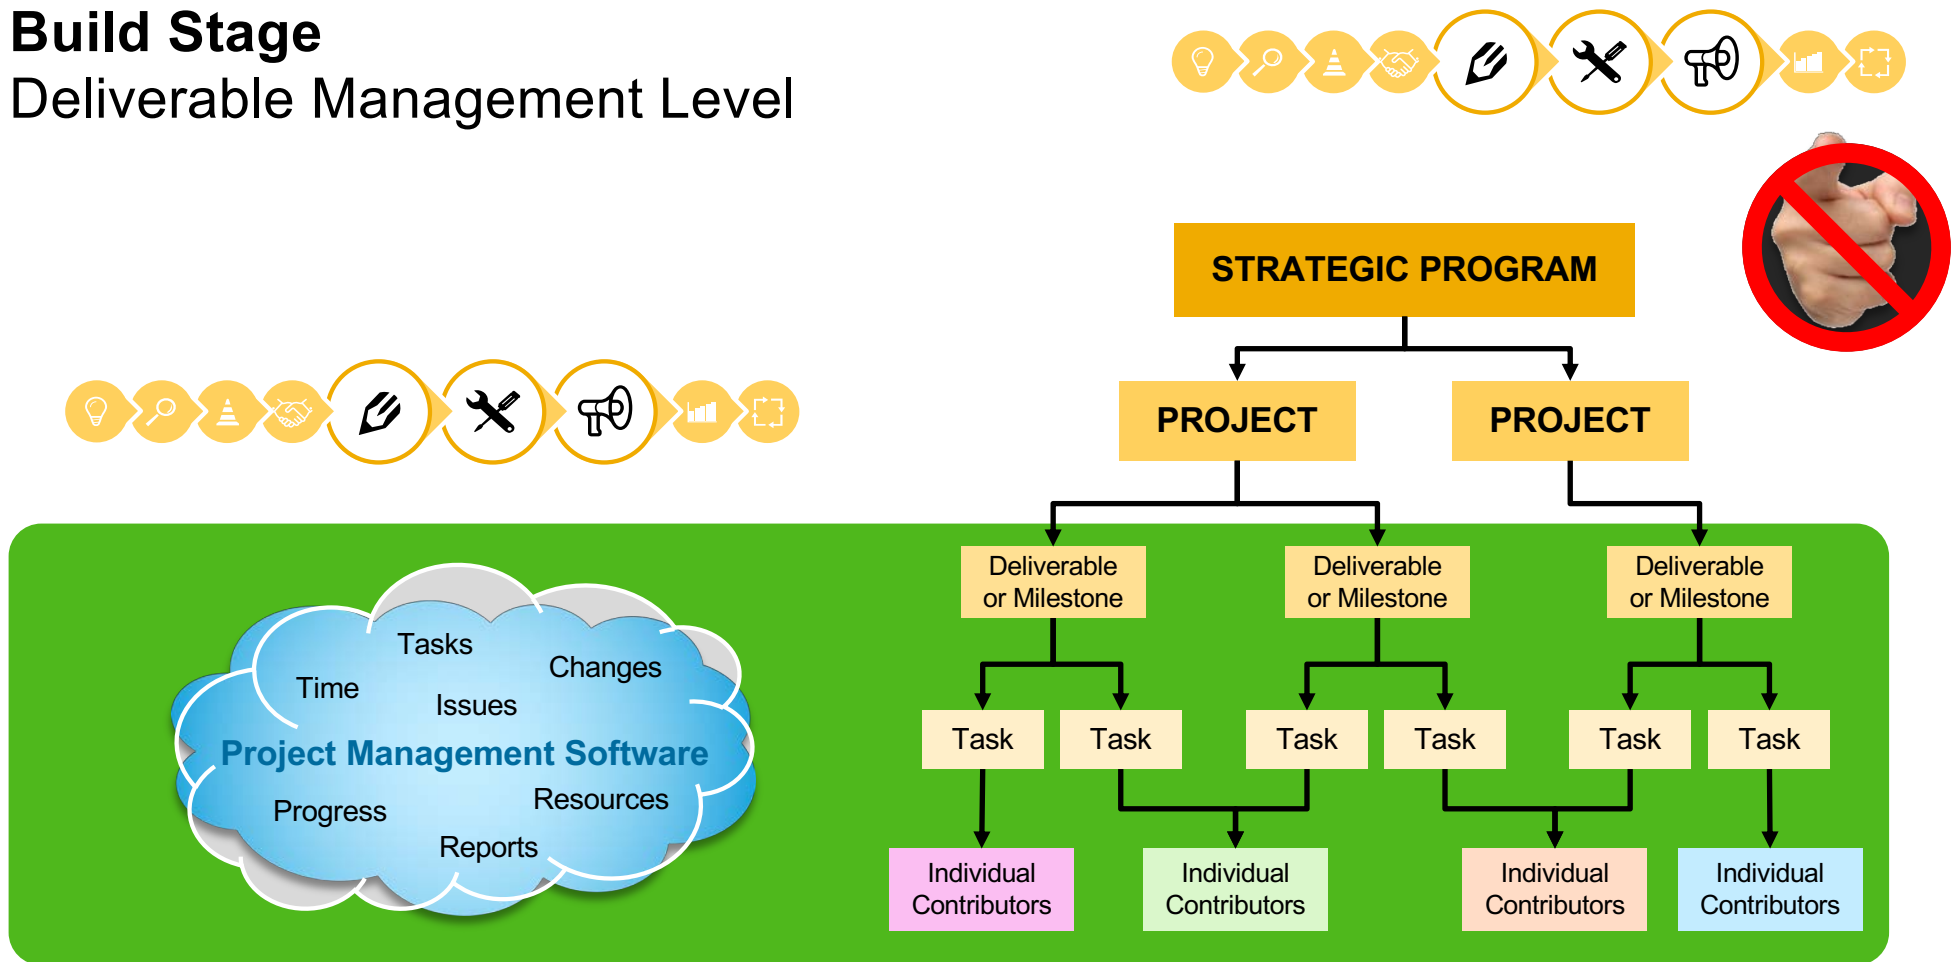 Build Stage
Deliverable Management Level
STRATEGIC PROGRAM
PROJECT
PROJECT
Deliverable
or Milestone
Deliverable
or Milestone
Deliverable
or Milestone
Tasks
Changes
Time
Issues
Project Management Software
Progress
Resources
Reports
Task
Task
Task
Task
Task
Task
Individual
Contributors
Individual
Contributors
Individual
Contributors
Individual
Contributors